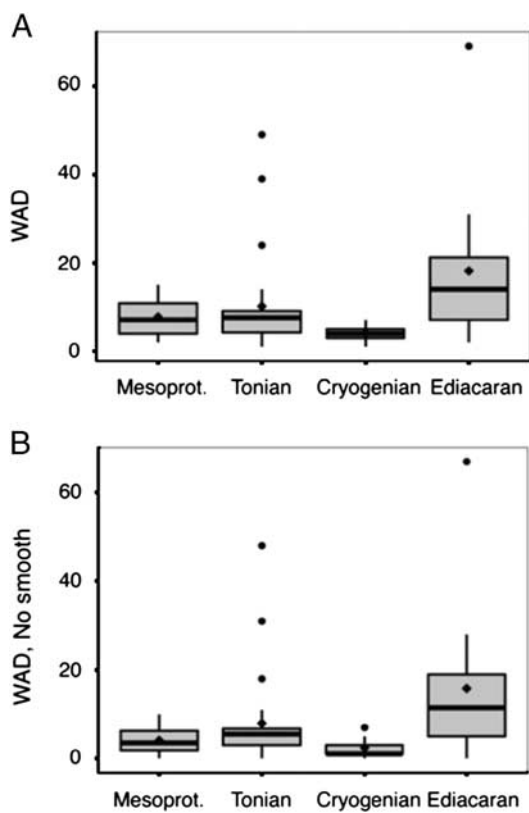 A
WAD
60
40
20
0
Mesoprot. Tonian Cryogenian Ediacaran
B
WAD, No smooth
60
40
20
0
Mesoprot. Tonian Cryogenian Ediacaran